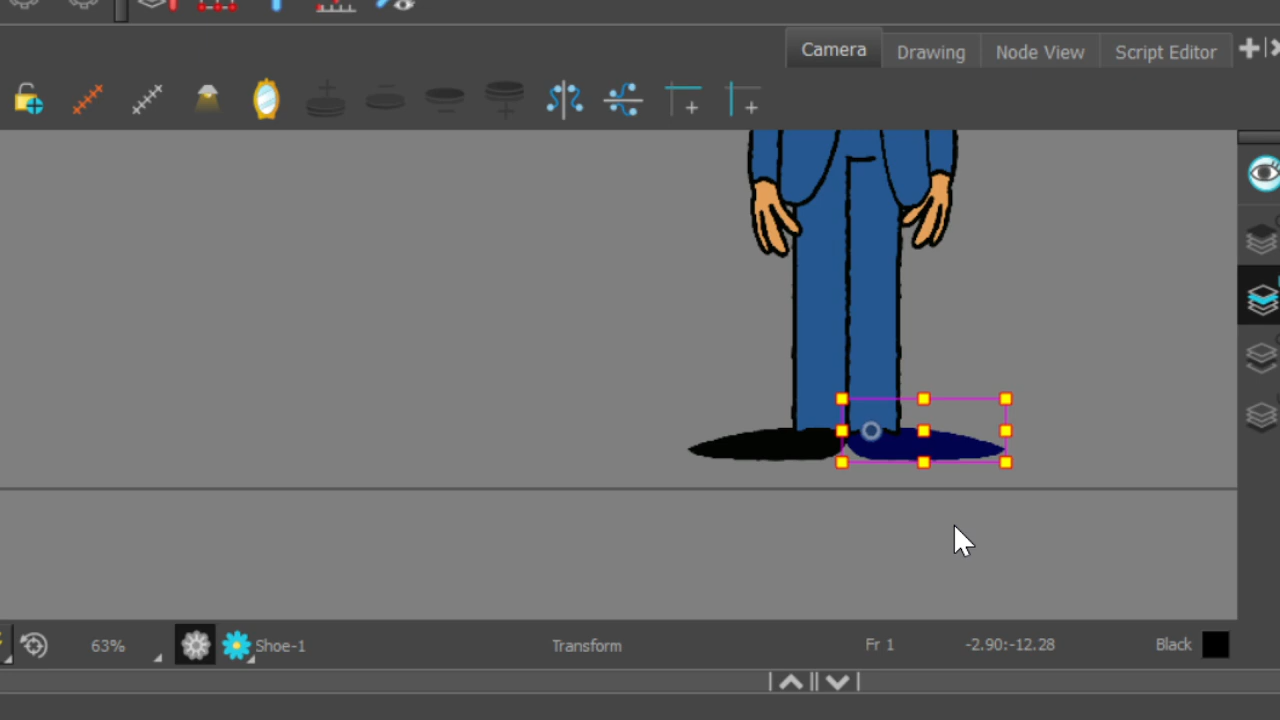 Camera
Drawing
Node View
Script Editor
63%
Shoe-1
Transform
Fr 1
-2.90:-12.28
Black